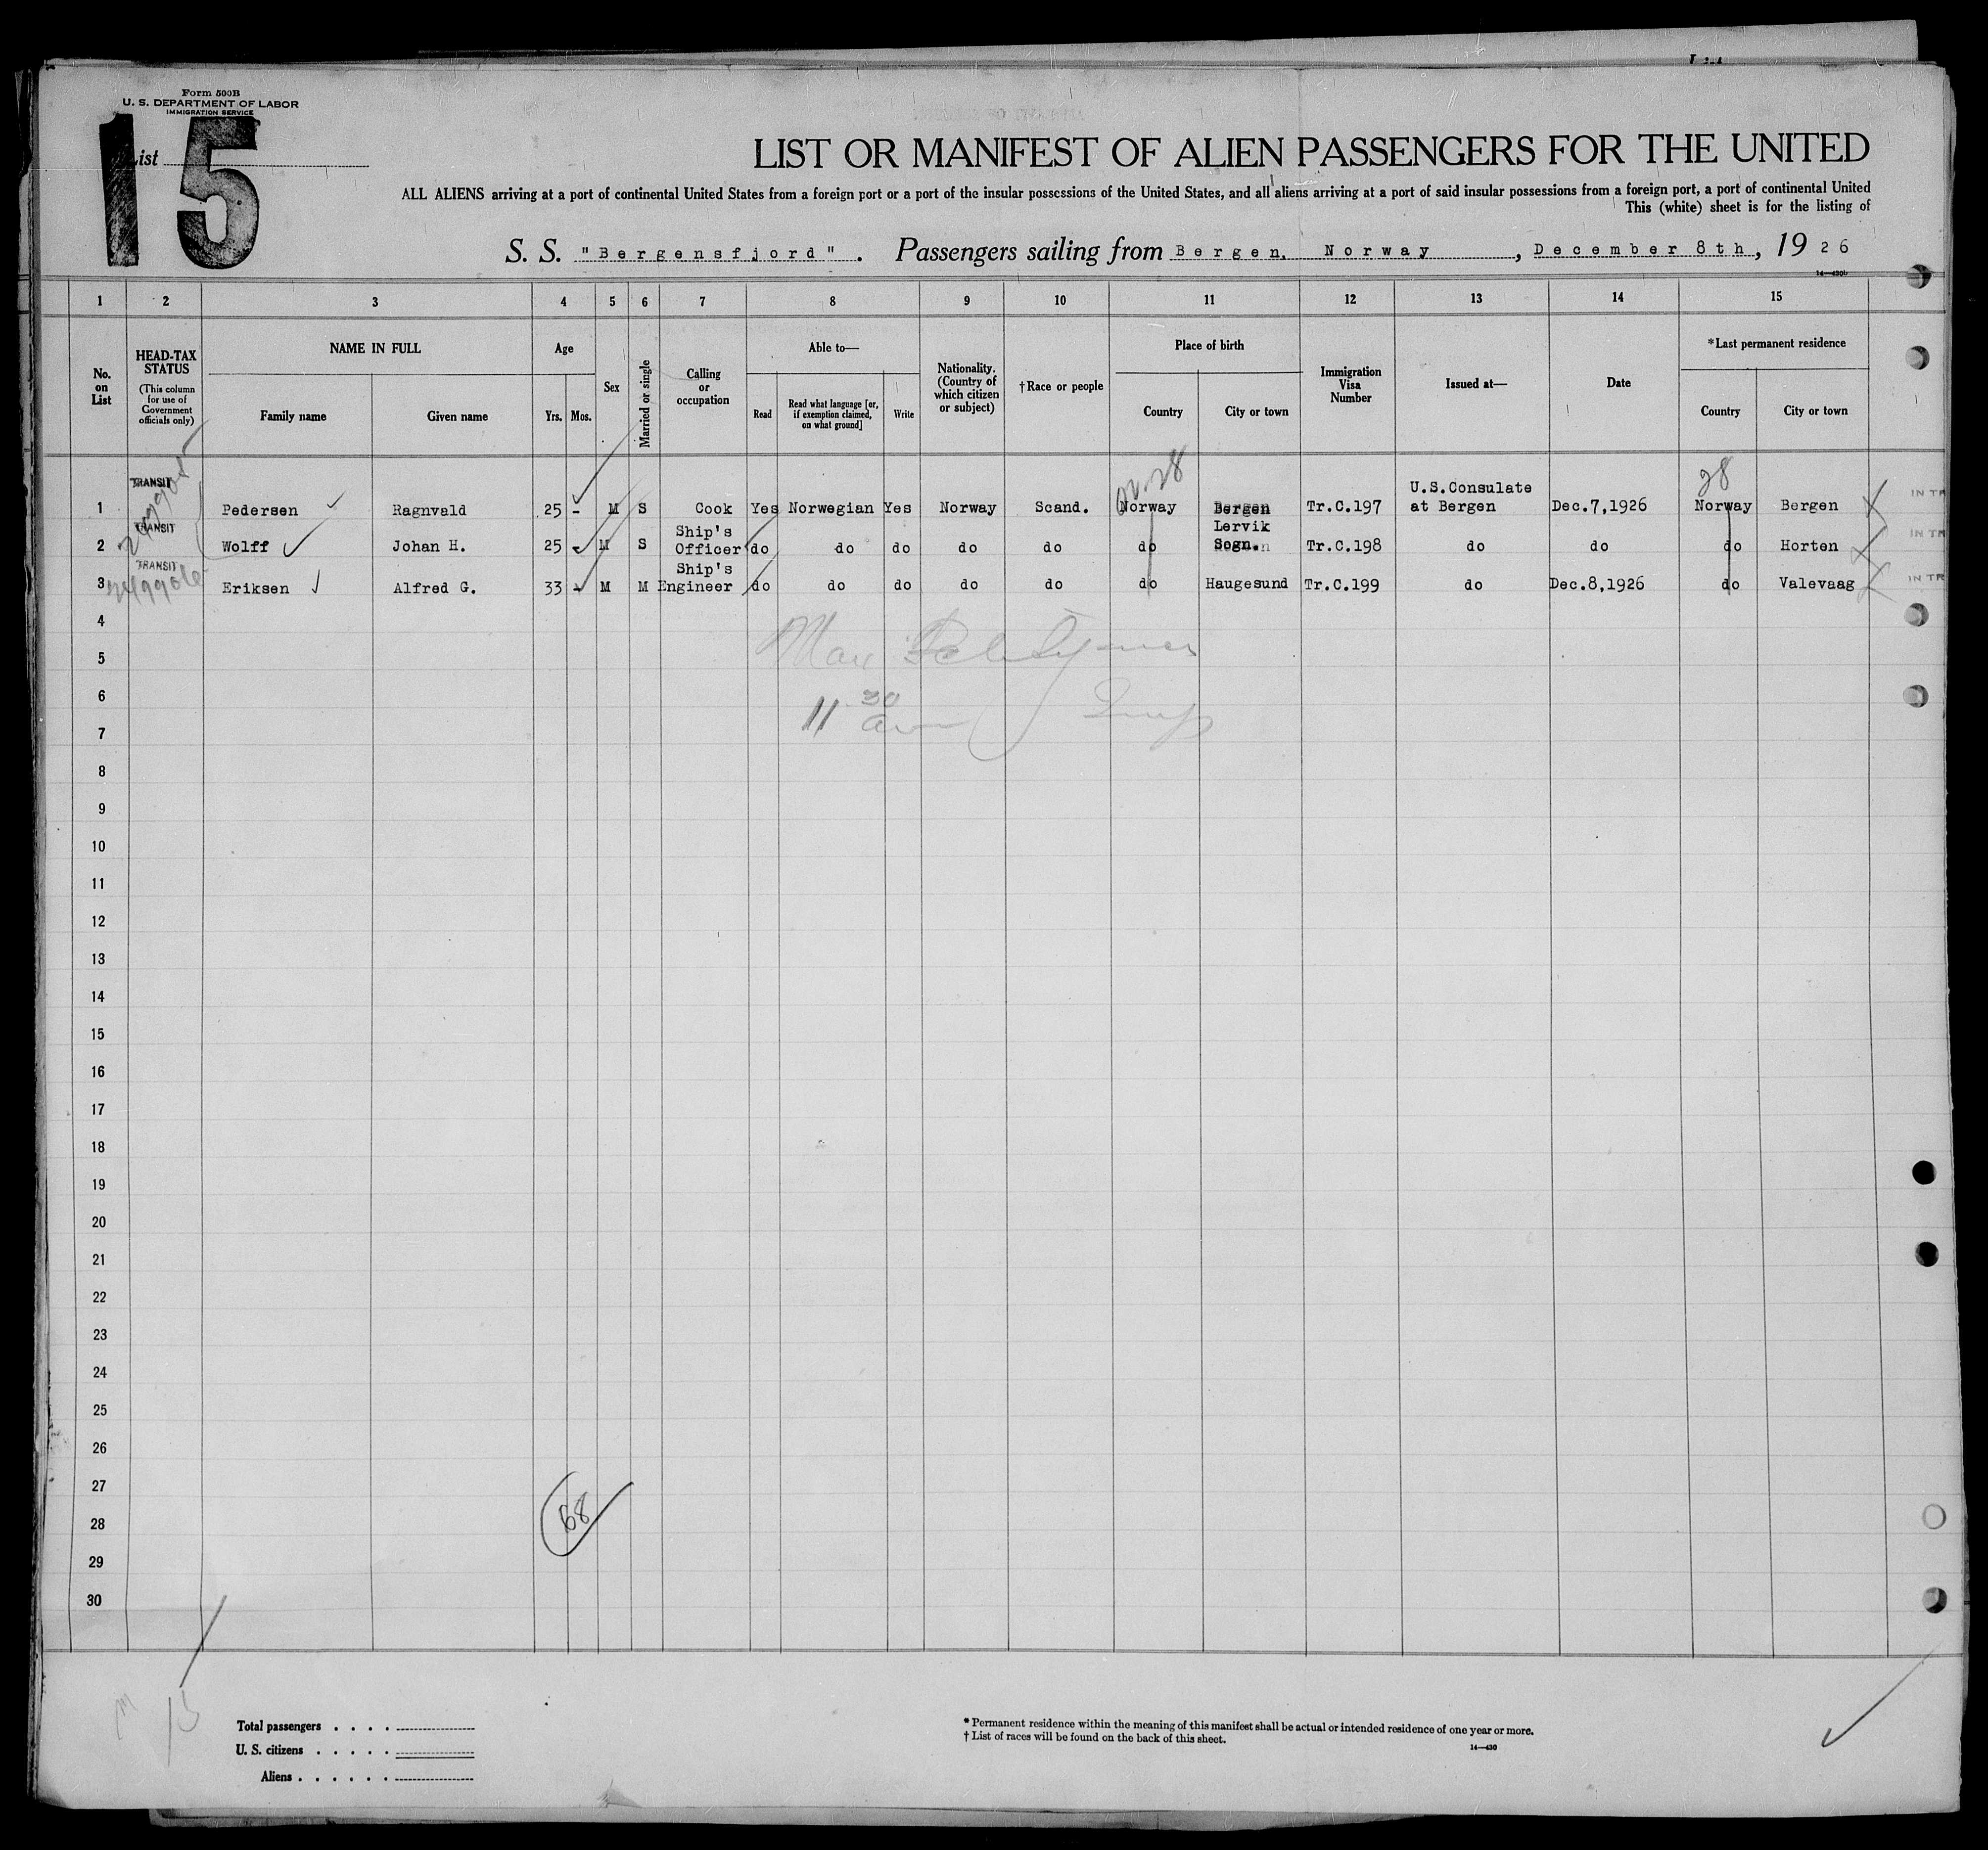 Form 500B
U. S. DEPARTMENT OF LABOR
IMMIGRATION SERVICE
List
15
LIST OR MANIFEST OF ALIEN PASSENGERS FOR THE UNITED
ALL ALIENS arriving at a port of continental United States from a foreign port or a port of the insular possessions of the United States, and all aliens arriving at a port of said insular possessions from a foreign port, a port of continental United
This (white) sheet is for the listing of
S. S. "Bergensfjord". Passengers sailing from Bergen, Norway, December 8th, 1926
14—430b
1 2 3 4 5 6 7 8 9 10 11 12 13 14 15
No. on List
HEAD-TAX STATUS (This column for use of Government officials only)
NAME IN FULL
Family name
Given name
Age
Yrs.
Mos.
Sex
Married or single
Calling or occupation
Able to—
Read
Read what language [or, if exemption claimed, on what ground]
Write
Nationality. (Country of which citizen or subject)
†Race or people
Place of birth
Country
City or town
Immigration Visa Number
Issued at—
Date
*Last permanent residence
Country
City or town
28
28
1 TRANSIT Pedersen Ragnvald 25 - M S Cook Yes Norwegian Yes Norway Scand. Norway Bergen Tr.C.197 U.S.Consulate at Bergen Dec.7,1926 Norway Bergen IN TR
2 TRANSIT Wolff Johan H. 25 - M S Ship's Officer do do do do do do Lervik Sogn. Tr.C.198 do do do Horten IN TR
3 TRANSIT Eriksen Alfred G. 33 - M M Ship's Engineer do do do do do do Haugesund Tr.C.199 do Dec.8,1926 do Valevaag IN TR
4
5
6
7
11 30 am
8
9
10
11
12
13
14
15
16
17
18
19
20
21
22
23
24
25
26
27
28
68
29
30
15
Total passengers . . . .
U. S. citizens . . . . .
Aliens . . . . . .
* Permanent residence within the meaning of this manifest shall be actual or intended residence of one year or more.
† List of races will be found on the back of this sheet.
14—430